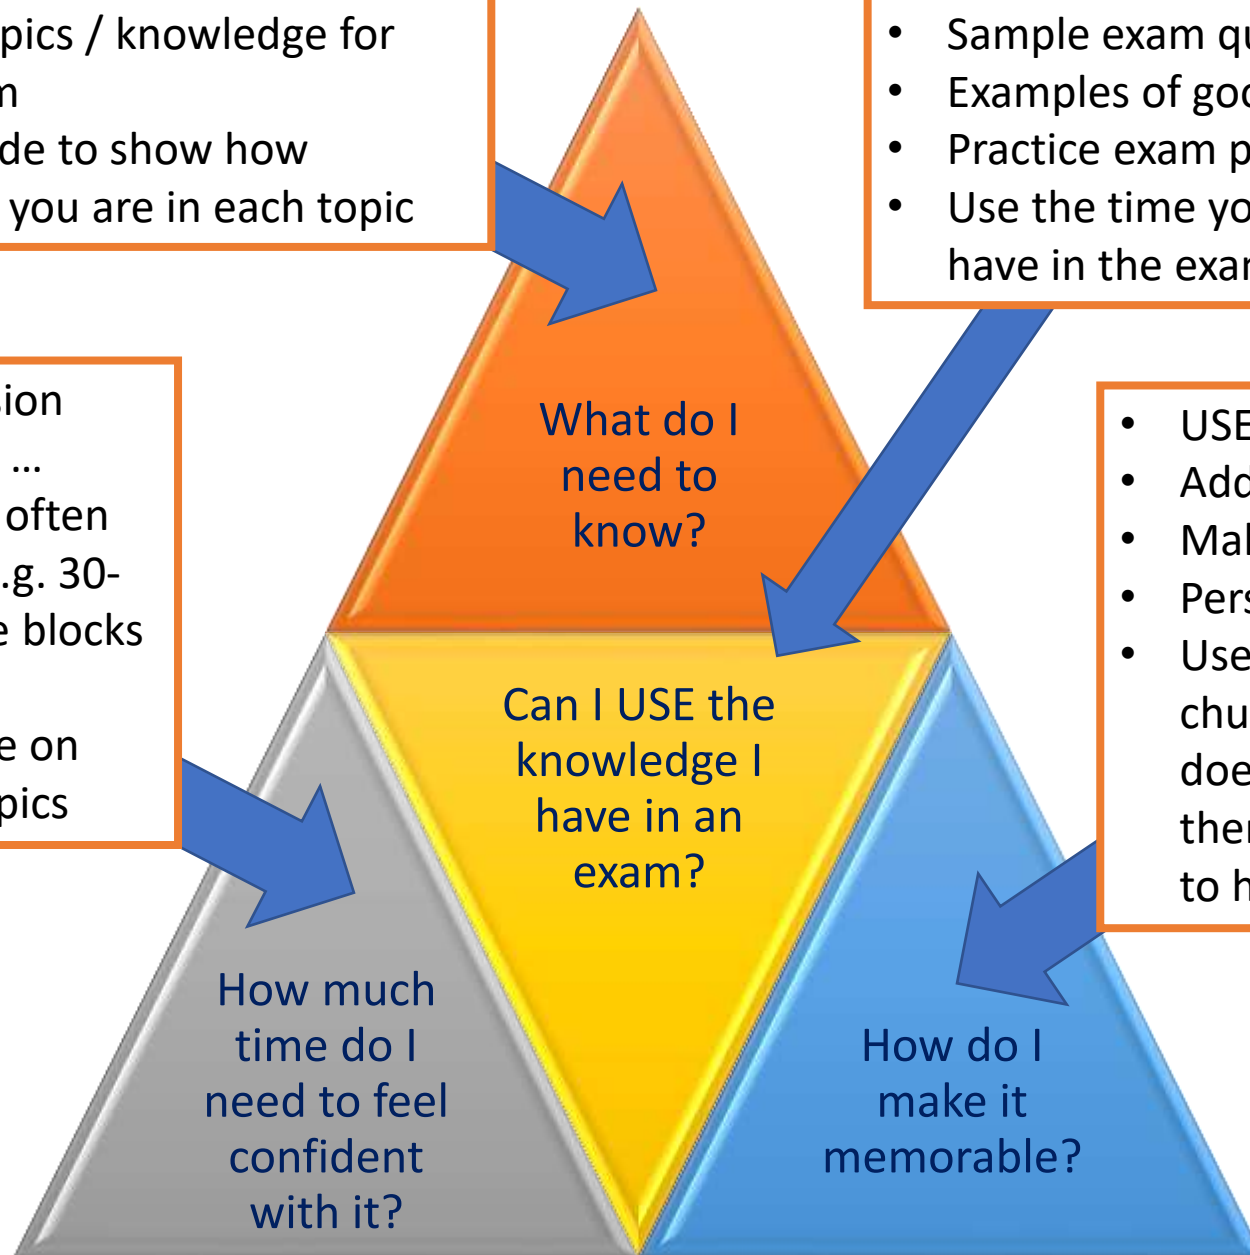 pics / knowledge for
m
de to show how
you are in each topic
• Sample exam qu
• Examples of goo
• Practice exam p
• Use the time yo
have in the exar
sion
...
often
.g. 30-
e blocks
e on
pics
• USE
• Add
• Mal
• Pers
• Use
chu
doe
ther
to h
What do I
need to
know?
Can I USE the
knowledge I
have in an
exam?
How much
time do I
need to feel
confident
with it?
How do I
make it
memorable?